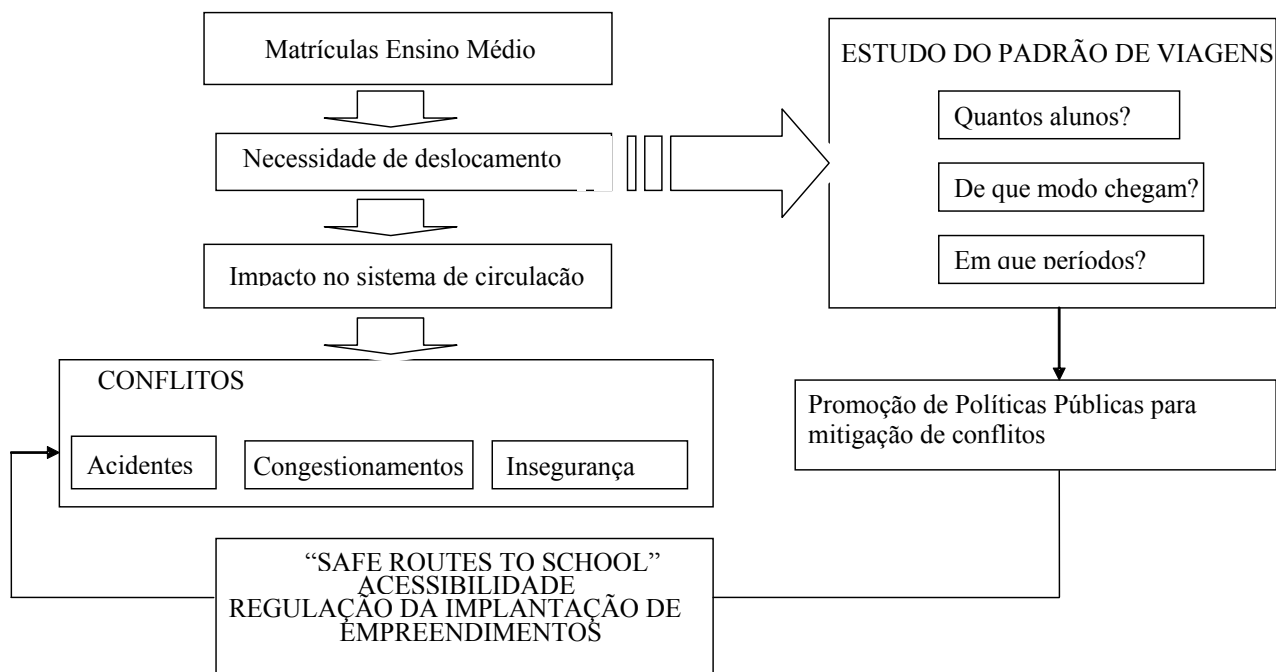 Matrículas Ensino Médio
Necessidade de deslocamento
Impacto no sistema de circulação
CONFLITOS
Acidentes
Congestionamentos
Insegurança
ESTUDO DO PADRÃO DE VIAGENS
Quantos alunos?
De que modo chegam?
Em que períodos?
Promoção de Políticas Públicas para
mitigação de conflitos
“SAFE ROUTES TO SCHOOL”
ACESSIBILIDADE
REGULAÇÃO DA IMPLANTAÇÃO DE
EMPREENDIMENTOS